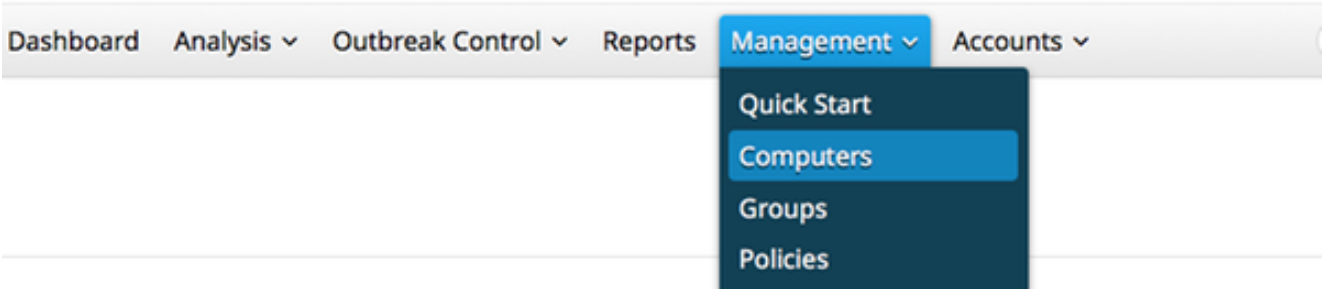 Dashboard Analysis Outbreak Control Reports Management Accounts
Quick Start
Computers
Groups
Policies